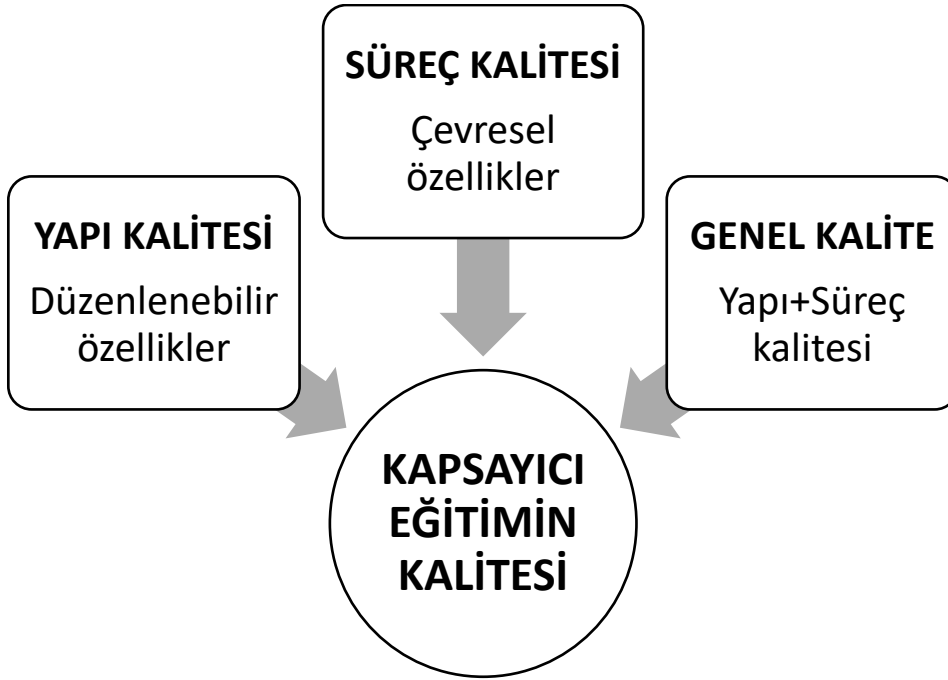 SÜREÇ KALİTESİ
Çevresel
özellikler
YAPI KALİTESİ
Düzenlenebilir
özellikler
GENEL KALİTE
Yapı+Süreç
kalitesi
KAPSAYICI
EĞİTİMİN
KALİTESİ